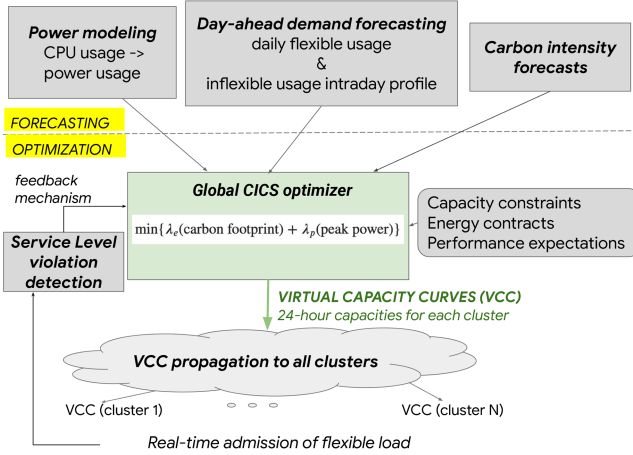 Power modeling
CPU usage ->
power usage
Day-ahead demand forecasting
daily flexible usage
&
inflexible usage intraday profile
Carbon intensity
forecasts
FORECASTING
OPTIMIZATION
feedback
mechanism
Global CICS optimizer
min{λₑ(carbon footprint) + λₚ(peak power)}
Capacity constraints
Energy contracts
Performance expectations
Service Level
violation
detection
VIRTUAL CAPACITY CURVES (VCC)
24-hour capacities for each cluster
VCC propagation to all clusters
VCC (cluster 1)
VCC (cluster N)
Real-time admission of flexible load